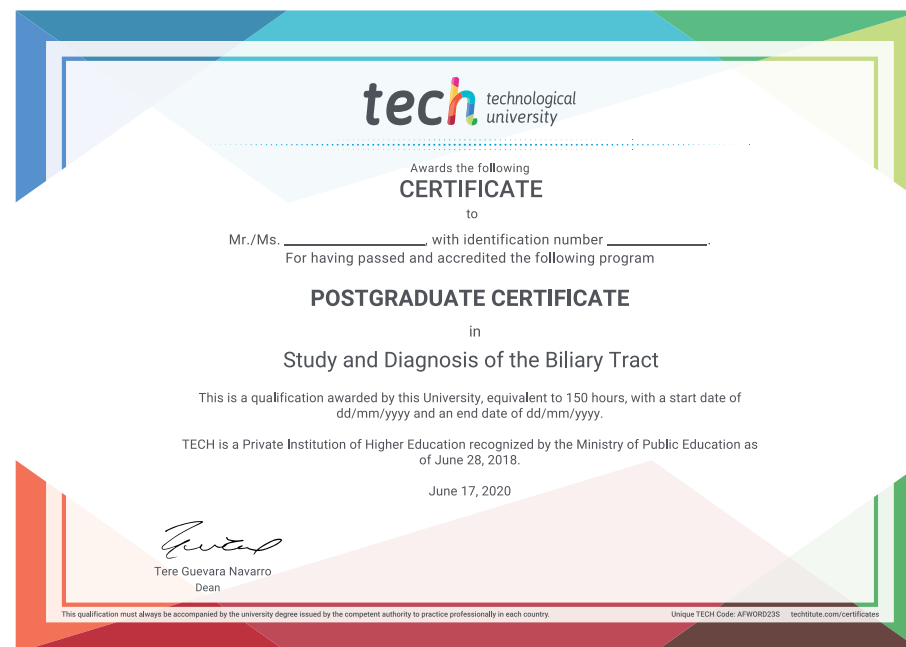 tech technological
university
Awards the following
CERTIFICATE
to
Mr./Ms. ____________________, with identification number ______________.
For having passed and accredited the following program
POSTGRADUATE CERTIFICATE
in
Study and Diagnosis of the Biliary Tract
This is a qualification awarded by this University, equivalent to 150 hours, with a start date of
dd/mm/yyyy and an end date of dd/mm/yyyy.
TECH is a Private Institution of Higher Education recognized by the Ministry of Public Education as
of June 28, 2018.
June 17, 2020
Tere Guevara Navarro
Dean
This qualification must always be accompanied by the university degree issued by the competent authority to practice professionally in each country.
Unique TECH Code: AFWORD23S techtitute.com/certificates